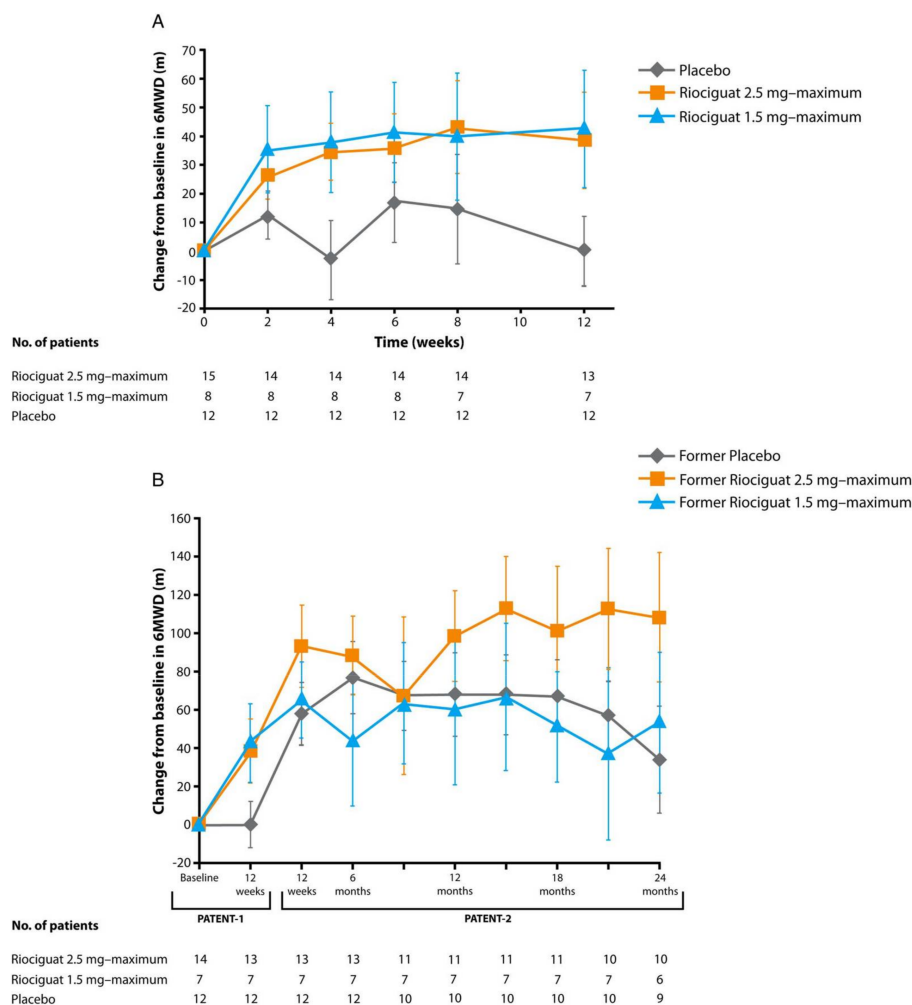 A
Placebo
Riociguat 2.5 mg–maximum
Riociguat 1.5 mg–maximum
Change from baseline in 6MWD (m)
70
60
50
40
30
20
10
0
-10
-20
0 2 4 6 8 10 12
Time (weeks)
No. of patients
Riociguat 2.5 mg–maximum 15 14 14 14 14 13
Riociguat 1.5 mg–maximum 8 8 8 8 7 7
Placebo 12 12 12 12 12 12
B
Former Placebo
Former Riociguat 2.5 mg–maximum
Former Riociguat 1.5 mg–maximum
Change from baseline in 6MWD (m)
160
140
120
100
80
60
40
20
0
-20
Baseline 12 12 6 12 18 24
weeks weeks months months months months
PATENT-1 PATENT-2
No. of patients
Riociguat 2.5 mg–maximum 14 13 13 13 11 11 11 11 10 10
Riociguat 1.5 mg–maximum 7 7 7 7 7 7 7 7 7 6
Placebo 12 12 12 12 10 10 10 10 10 9